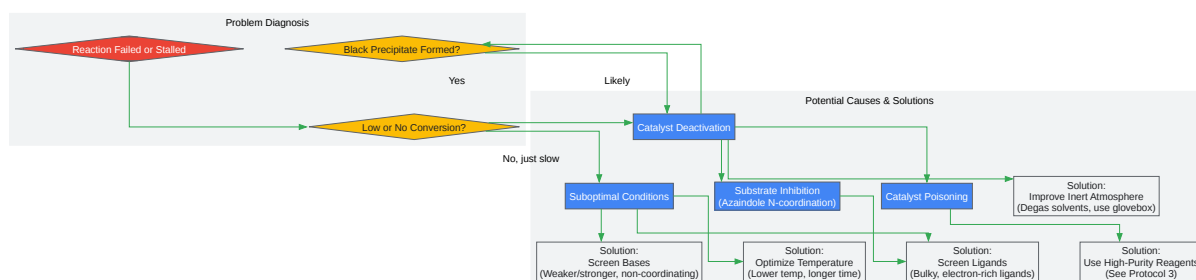 Problem Diagnosis
Reaction Failed or Stalled
Black Precipitate Formed?
Yes
Likely
Potential Causes & Solutions
Low or No Conversion?
Catalyst Deactivation
No, just slow
Suboptimal Conditions
Substrate Inhibition
(Azaindole N-coordination)
Catalyst Poisoning
Solution:
Improve Inert Atmosphere
(Degas solvents, use glovebox)
Solution:
Screen Bases
(Weaker/stronger, non-coordinating)
Solution:
Optimize Temperature
(Lower temp, longer time)
Solution:
Screen Ligands
(Bulky, electron-rich ligands)
Solution:
Use High-Purity Reagents
(See Protocol 3)